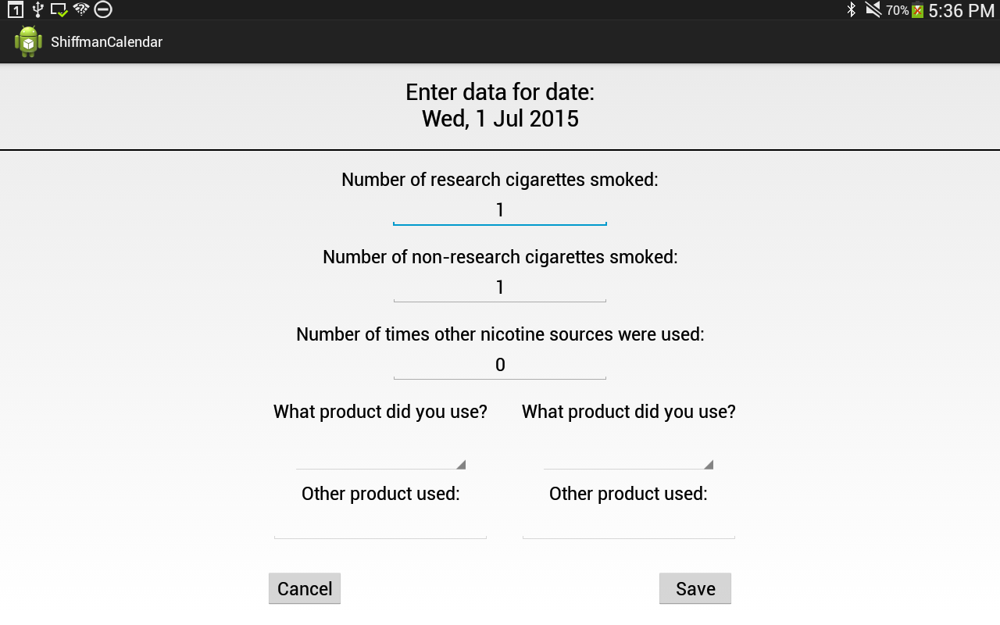 1 70% 5:36 PM
ShiffmanCalendar
Enter data for date:
Wed, 1 Jul 2015
Number of research cigarettes smoked:
1
Number of non-research cigarettes smoked:
1
Number of times other nicotine sources were used:
0
What product did you use? What product did you use?
Other product used: Other product used:
Cancel Save